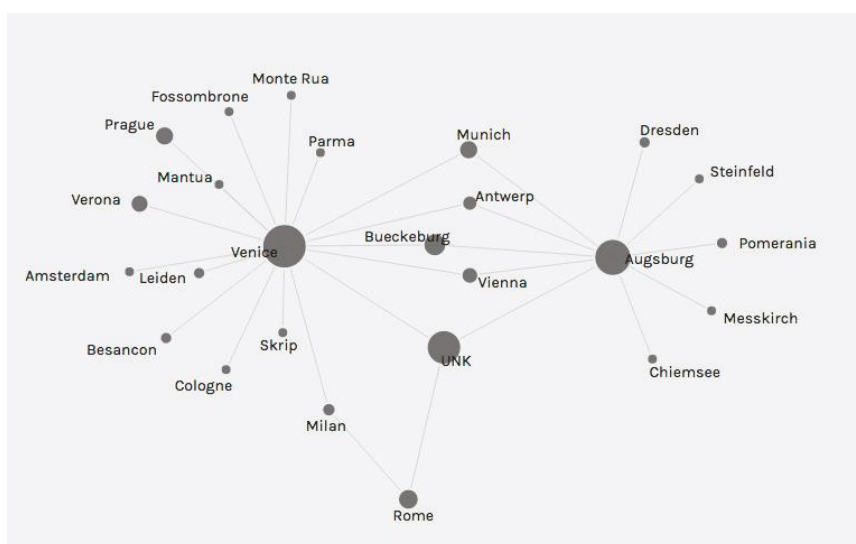 Monte Rua
Fossombrone
Prague
Munich
Dresden
Parma
Steinfeld
Mantua
Antwerp
Verona
Bueckeburg
Pomerania
Venice
Augsburg
Amsterdam
Leiden
Vienna
Messkirch
Skrip
Besancon
UNK
Chiemsee
Cologne
Milan
Rome